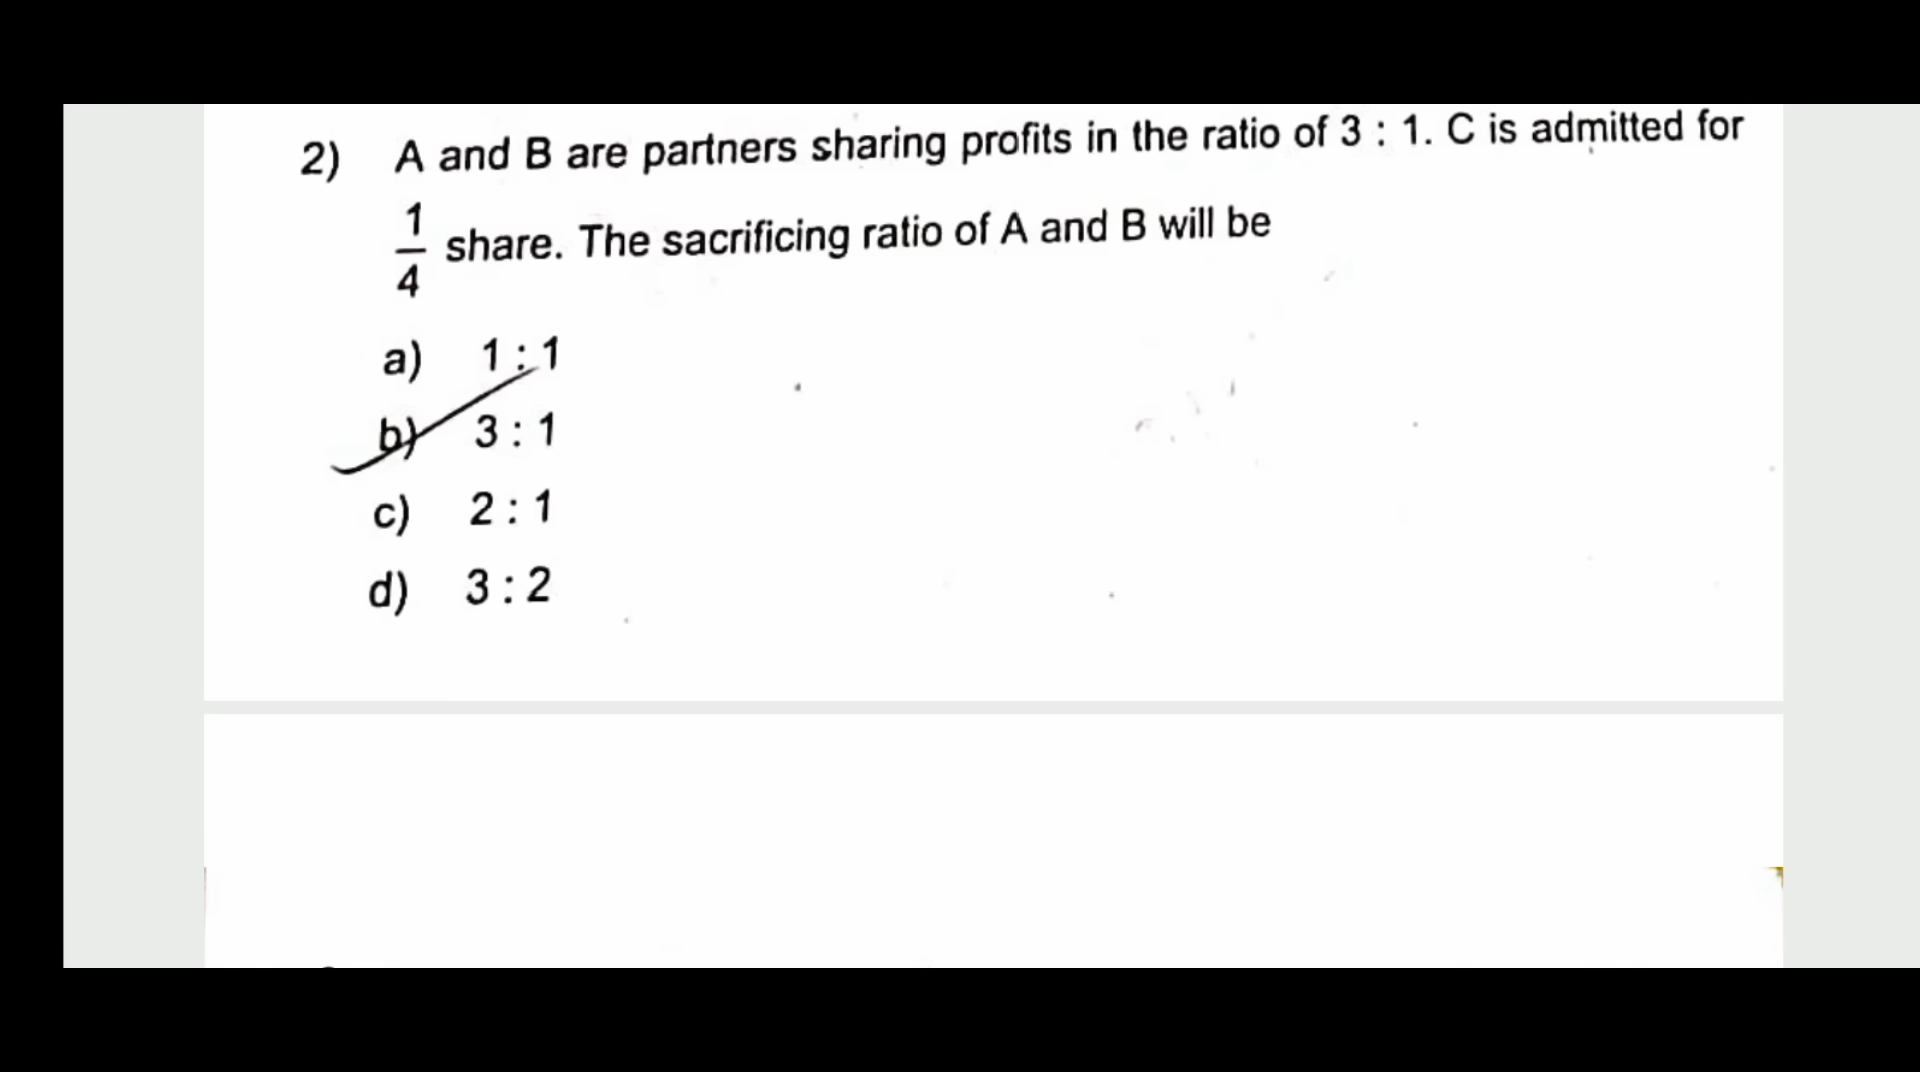 2) A and B are partners sharing profits in the ratio of 3 : 1. C is admitted for
1/4 share. The sacrificing ratio of A and B will be
a) 1 : 1
b) 3 : 1
c) 2 : 1
d) 3 : 2